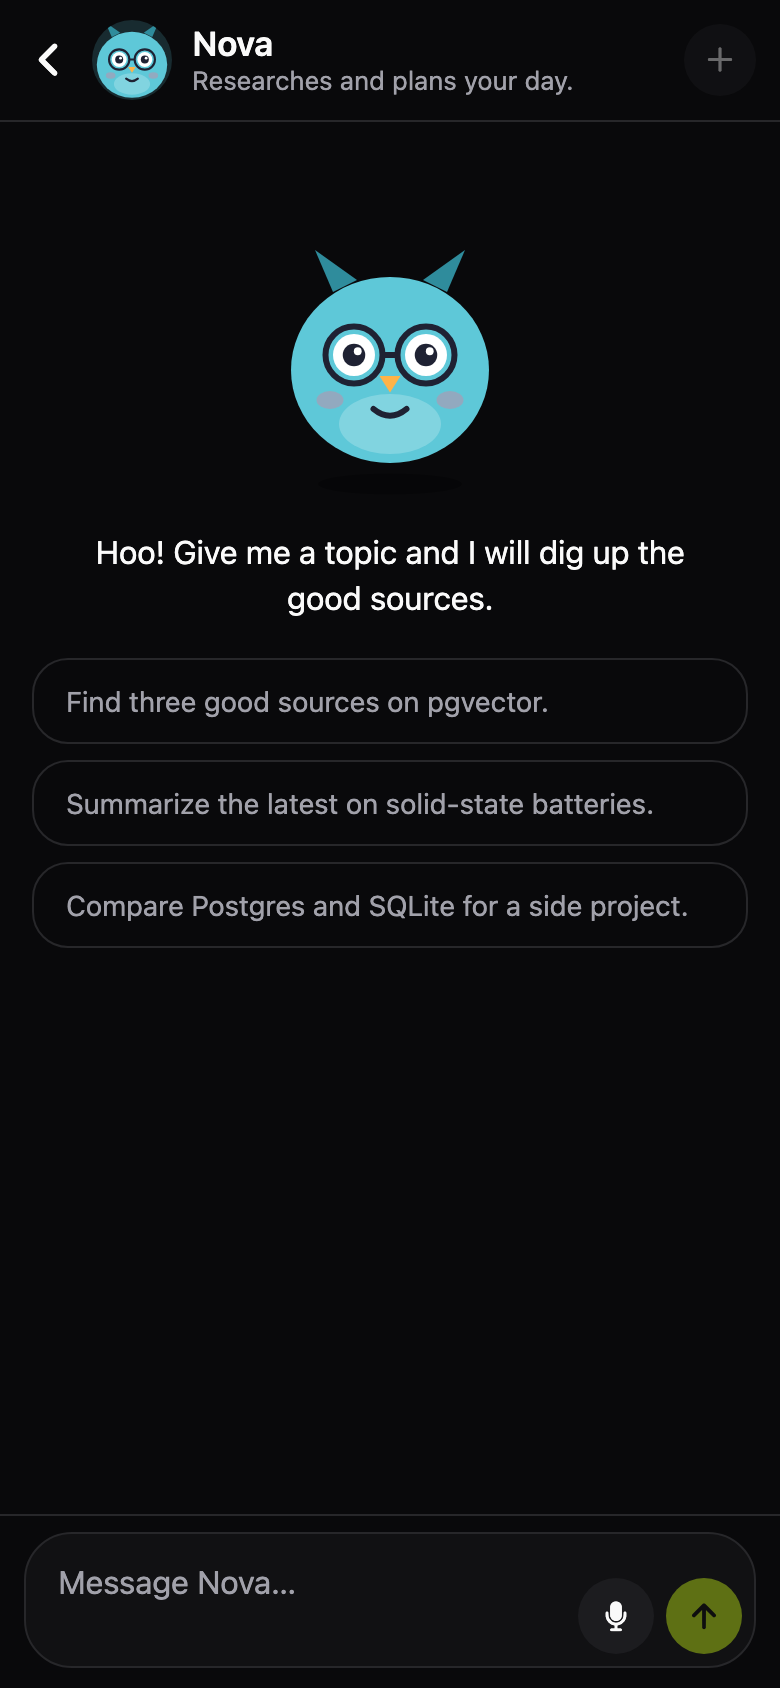 Nova
Researches and plans your day.
Hoo! Give me a topic and I will dig up the
good sources.
Find three good sources on pgvector.
Summarize the latest on solid-state batteries.
Compare Postgres and SQLite for a side project.
Message Nova...